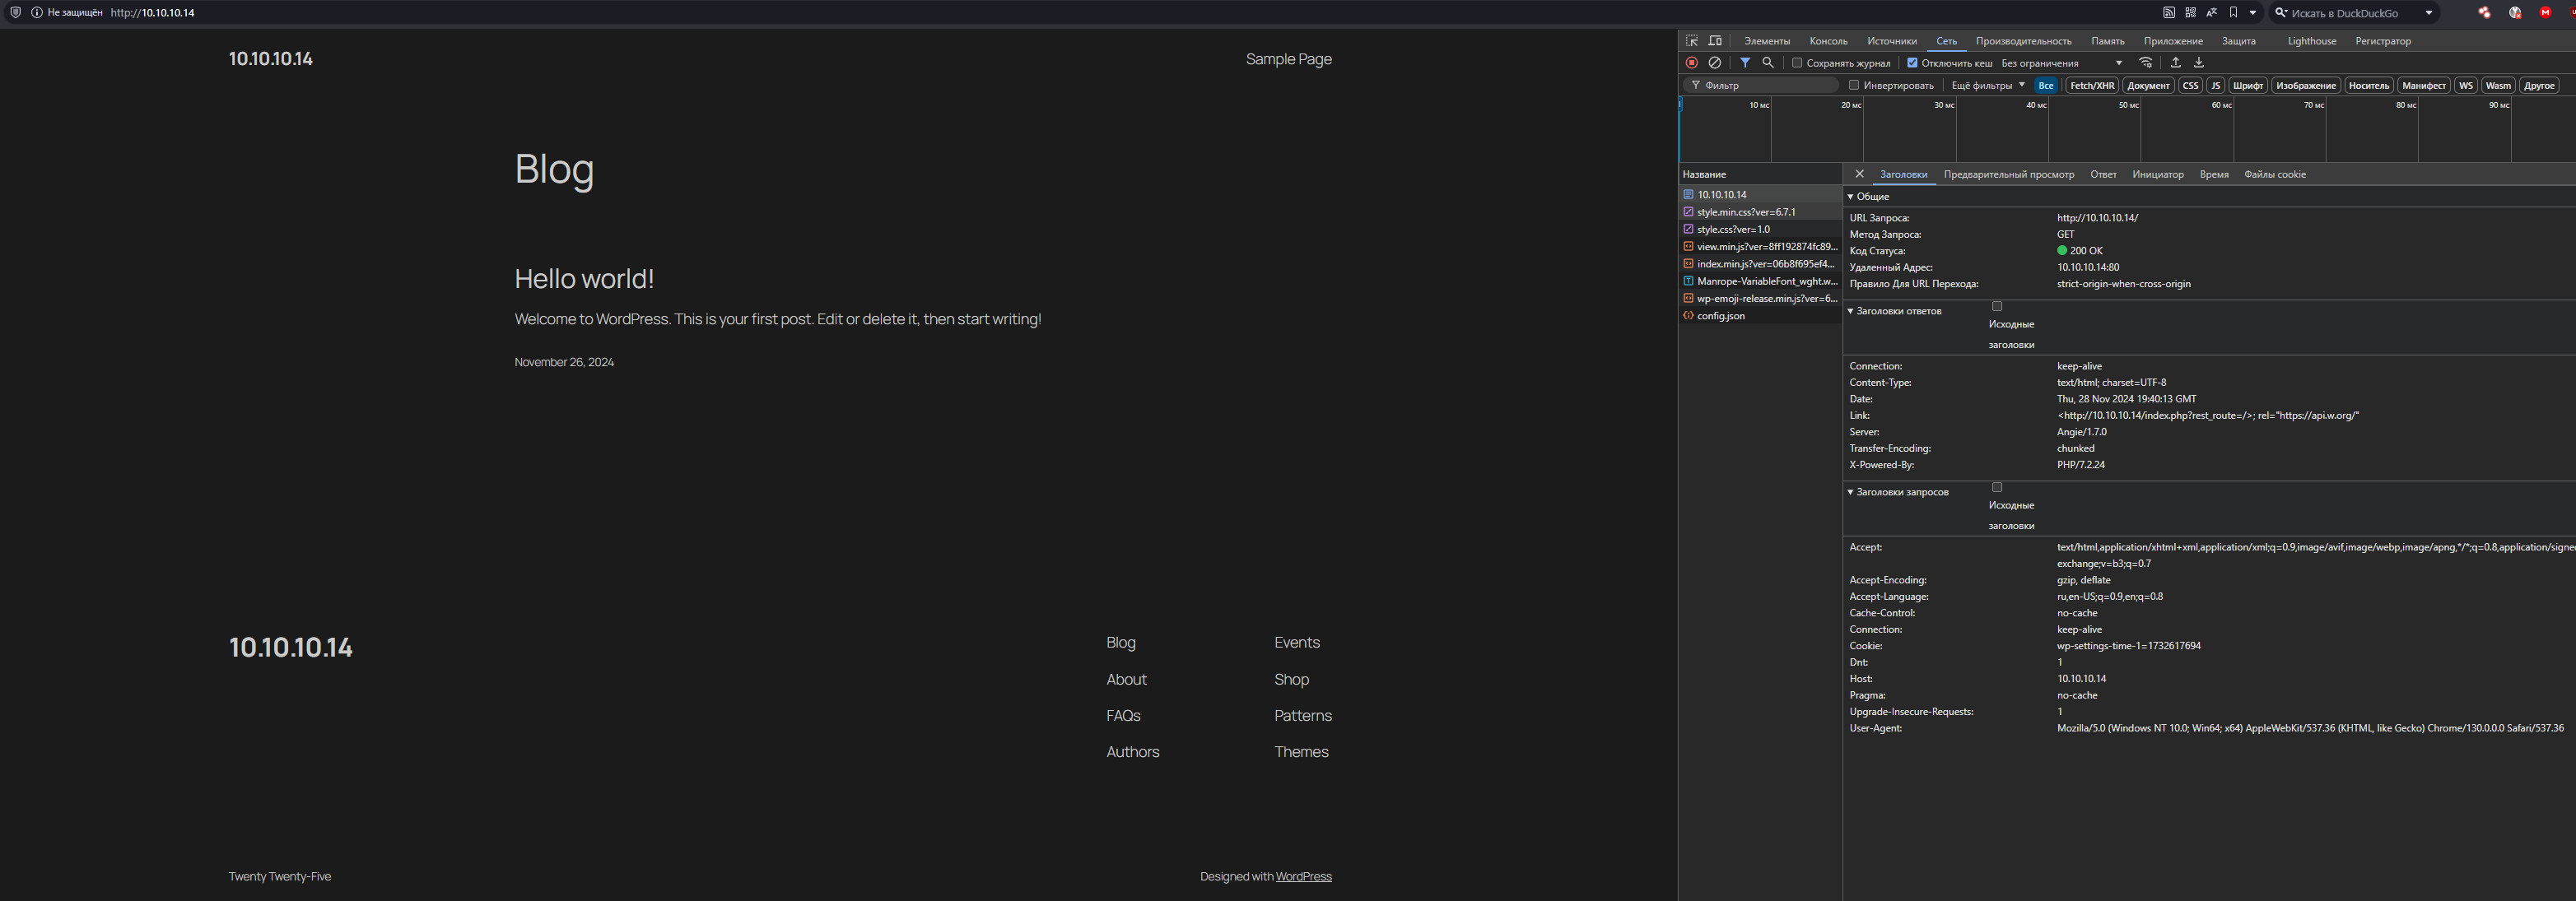 Не защищён http://10.10.10.14
Искать в DuckDuckGo
10.10.10.14
Sample Page
Blog
Hello world!
Welcome to WordPress. This is your first post. Edit or delete it, then start writing!
November 26, 2024
10.10.10.14
Blog
About
FAQs
Authors
Events
Shop
Patterns
Themes
Twenty Twenty-Five
Designed with WordPress
Элементы Консоль Источники Сеть Производительность Память Приложение Защита Lighthouse Регистратор
Сохранять журнал Отключить кеш Без ограничения
Фильтр Инвертировать Ещё фильтры Все Fetch/XHR Документ CSS JS Шрифт Изображение Носитель Манифест WS Wasm Другое
10 мс 20 мс 30 мс 40 мс 50 мс 60 мс 70 мс 80 мс 90 мс
Название
10.10.10.14
style.min.css?ver=6.7.1
style.css?ver=1.0
view.min.js?ver=8ff192874fc89...
index.min.js?ver=06b8f695ef4...
Manrope-VariableFont_wght.w...
wp-emoji-release.min.js?ver=6...
config.json
Заголовки Предварительный просмотр Ответ Инициатор Время Файлы cookie
Общие
URL Запроса: http://10.10.10.14/
Метод Запроса: GET
Код Статуса: 200 OK
Удаленный Адрес: 10.10.10.14:80
Правило Для URL Перехода: strict-origin-when-cross-origin
Заголовки ответов
Исходные
заголовки
Connection: keep-alive
Content-Type: text/html; charset=UTF-8
Date: Thu, 28 Nov 2024 19:40:13 GMT
Link: <http://10.10.10.14/index.php?rest_route=/>; rel="https://api.w.org/"
Server: Angie/1.7.0
Transfer-Encoding: chunked
X-Powered-By: PHP/7.2.24
Заголовки запросов
Исходные
заголовки
Accept: text/html,application/xhtml+xml,application/xml;q=0.9,image/avif,image/webp,image/apng,*/*;q=0.8,application/signe
exchange;v=b3;q=0.7
Accept-Encoding: gzip, deflate
Accept-Language: ru,en-US;q=0.9,en;q=0.8
Cache-Control: no-cache
Connection: keep-alive
Cookie: wp-settings-time-1=1732617694
Dnt: 1
Host: 10.10.10.14
Pragma: no-cache
Upgrade-Insecure-Requests: 1
User-Agent: Mozilla/5.0 (Windows NT 10.0; Win64; x64) AppleWebKit/537.36 (KHTML, like Gecko) Chrome/130.0.0.0 Safari/537.36